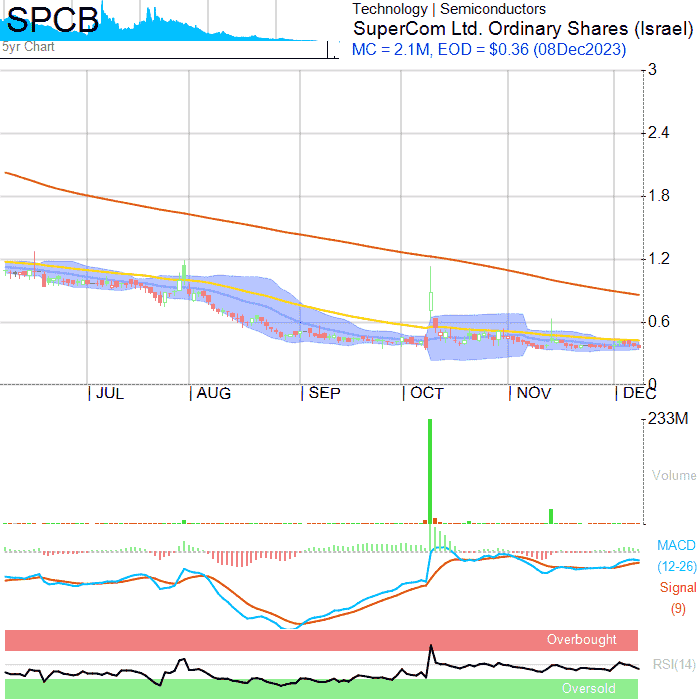 SPCB
5yr Chart
Technology | Semiconductors
SuperCom Ltd. Ordinary Shares (Israel)
MC = 2.1M, EOD = $0.36 (08Dec2023)
3
2.4
1.8
1.2
0.6
0
JUL
AUG
SEP
OCT
NOV
DEC
233M
Volume
MACD
(12-26)
Signal
(9)
Overbought
RSI(14)
Oversold